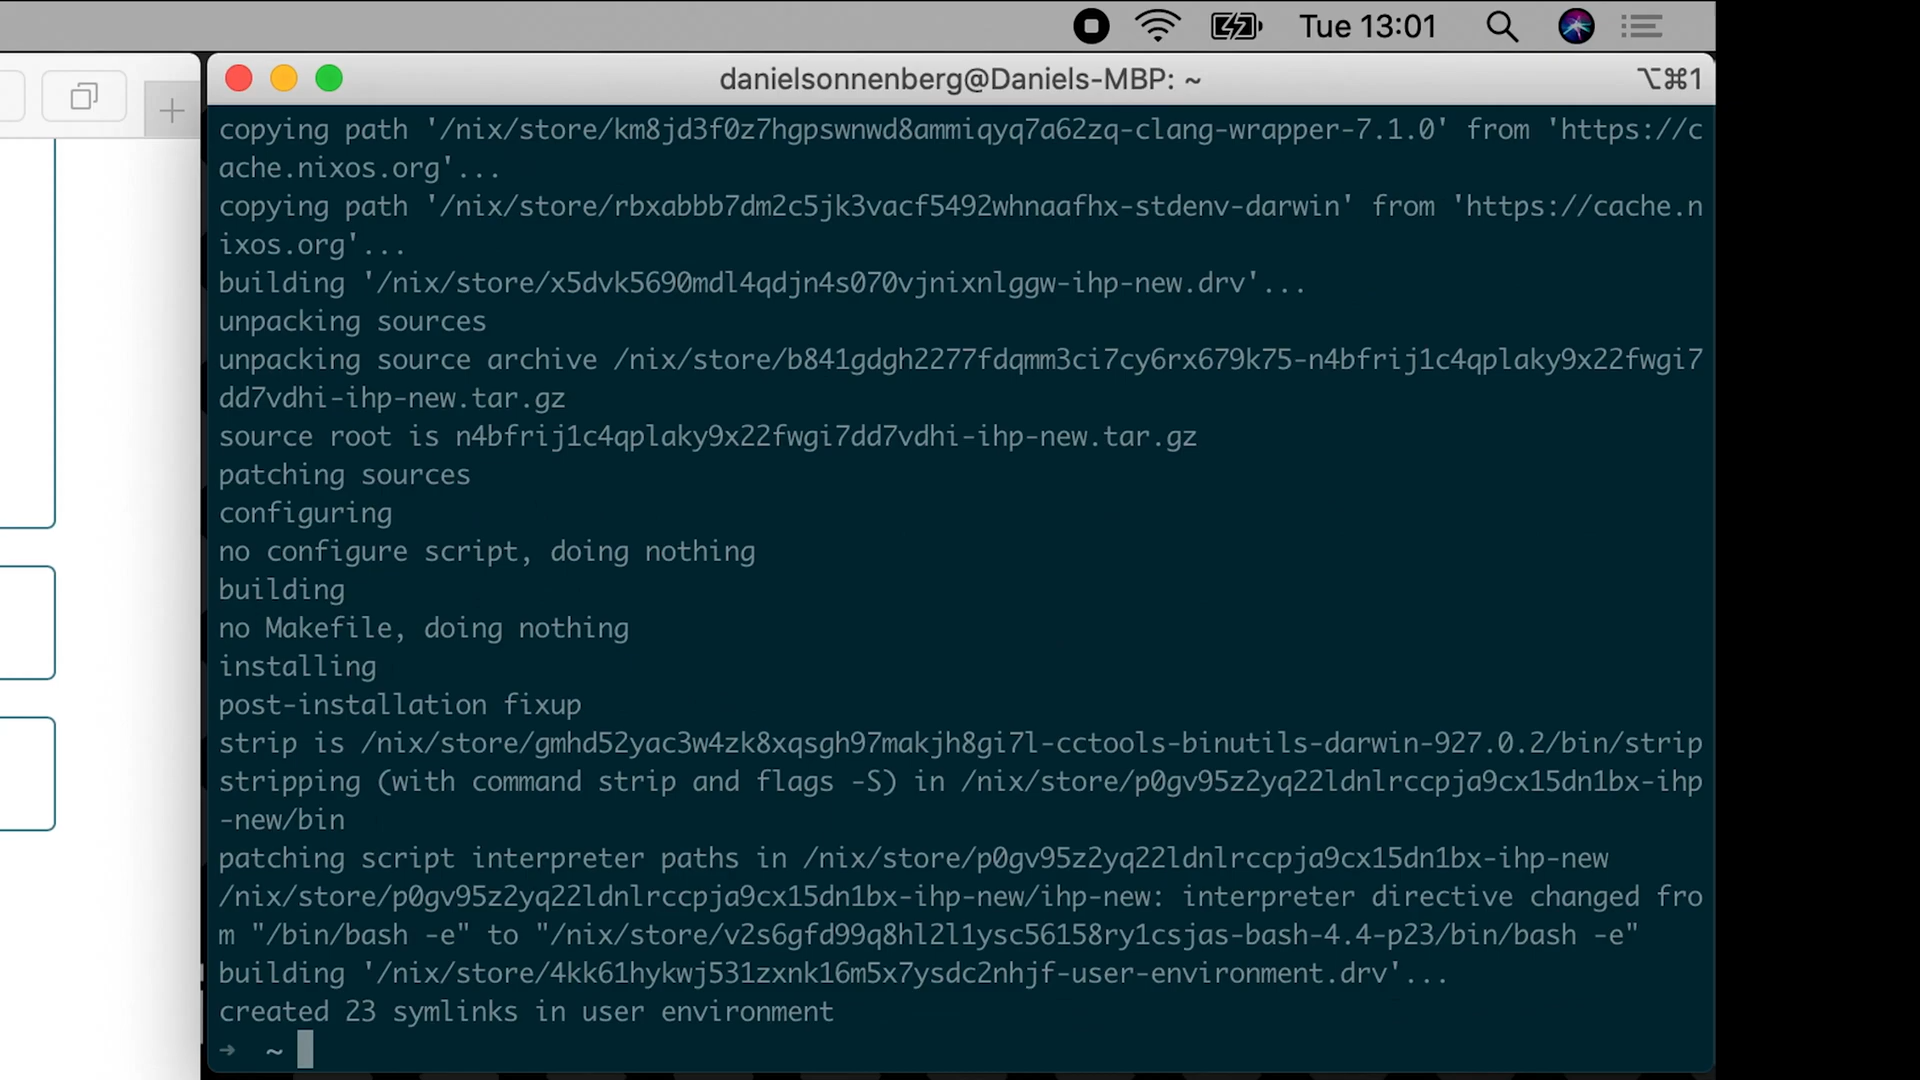 Tue 13:01
danielsonnenberg@Daniels-MBP: ~
⌥⌘1
copying path '/nix/store/km8jd3f0z7hgpswnwd8ammiqyq7a62zq-clang-wrapper-7.1.0' from 'https://c
ache.nixos.org'...
copying path '/nix/store/rbxabbb7dm2c5jk3vacf5492whnaafhx-stdenv-darwin' from 'https://cache.n
ixos.org'...
building '/nix/store/x5dvk5690mdl4qdjn4s070vjnixnlggw-ihp-new.drv'...
unpacking sources
unpacking source archive /nix/store/b841gdgh2277fdqmm3ci7cy6rx679k75-n4bfrij1c4qplaky9x22fwgi7
dd7vdhi-ihp-new.tar.gz
source root is n4bfrij1c4qplaky9x22fwgi7dd7vdhi-ihp-new.tar.gz
patching sources
configuring
no configure script, doing nothing
building
no Makefile, doing nothing
installing
post-installation fixup
strip is /nix/store/gmhd52yac3w4zk8xqsgh97makjh8gi7l-cctools-binutils-darwin-927.0.2/bin/strip
stripping (with command strip and flags -S) in /nix/store/p0gv95z2yq22ldnlrccpja9cx15dn1bx-ihp
-new/bin
patching script interpreter paths in /nix/store/p0gv95z2yq22ldnlrccpja9cx15dn1bx-ihp-new
/nix/store/p0gv95z2yq22ldnlrccpja9cx15dn1bx-ihp-new/ihp-new: interpreter directive changed fro
m "/bin/bash -e" to "/nix/store/v2s6gfd99q8hl2l1ysc56158ry1csjas-bash-4.4-p23/bin/bash -e"
building '/nix/store/4kk61hykwj531zxnk16m5x7ysdc2nhjf-user-environment.drv'...
created 23 symlinks in user environment
➜ ~